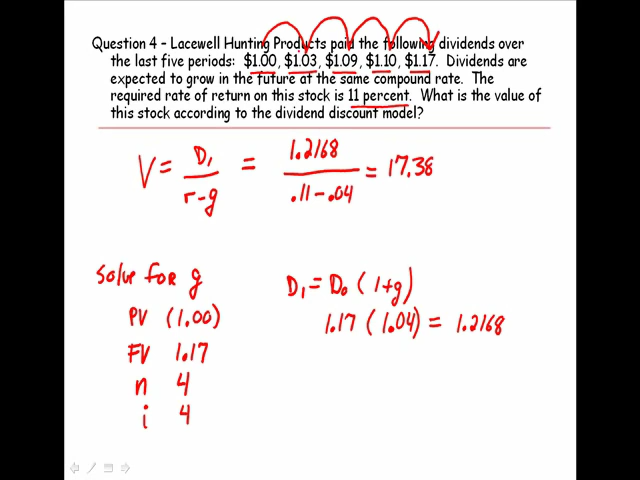 Question 4 – Lacewell Hunting Products paid the following dividends over
the last five periods: $1.00, $1.03, $1.09, $1.10, $1.17. Dividends are
expected to grow in the future at the same compound rate. The
required rate of return on this stock is 11 percent. What is the value of
this stock according to the dividend discount model?
V = D₁ / r-g = 1.2168 / .11-.04 = 17.38
Solve for g
PV (1.00)
FV 1.17
n 4
i 4
D₁ = D₀ (1+g)
1.17 (1.04) = 1.2168